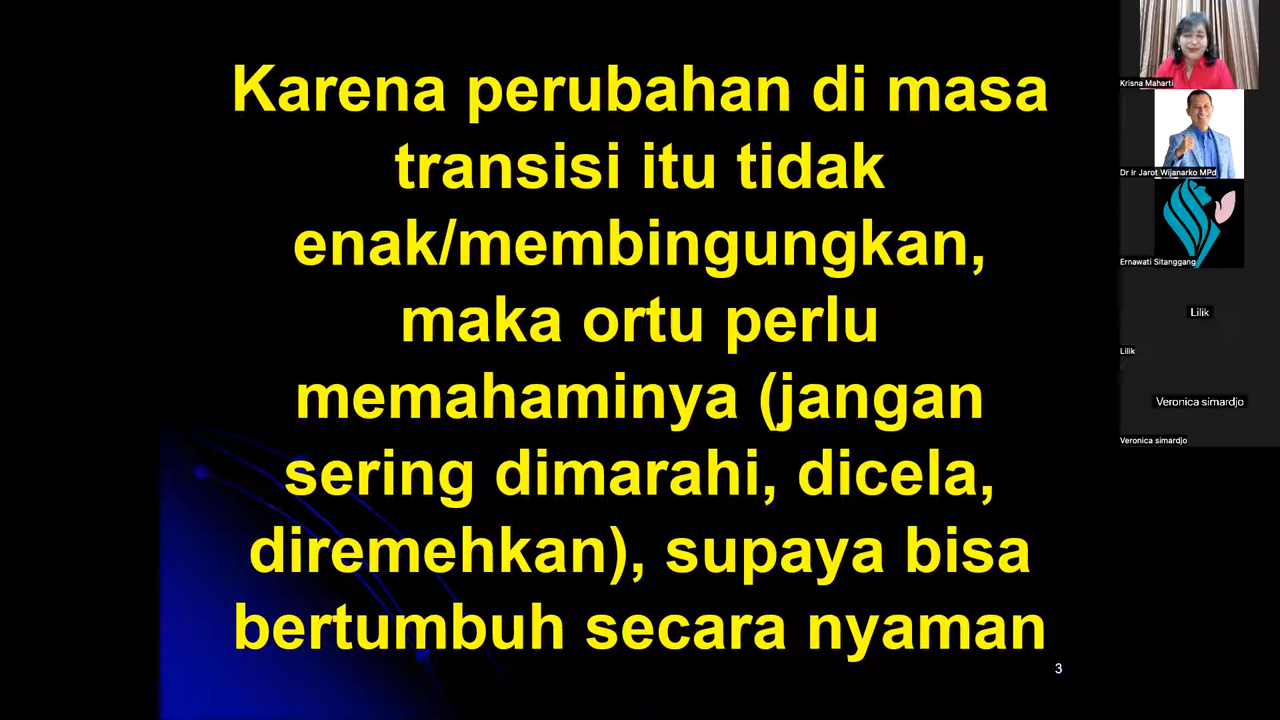 Karena perubahan di masa
transisi itu tidak
enak/membingungkan,
maka ortu perlu
memahaminya (jangan
sering dimarahi, dicela,
diremehkan), supaya bisa
bertumbuh secara nyaman
3
Krisna Maharti
Dr Ir Jarot Wijanarko MPd
Ernawati Sitanggang
Lilik
Lilik
Veronica simardjo
Veronica simardjo